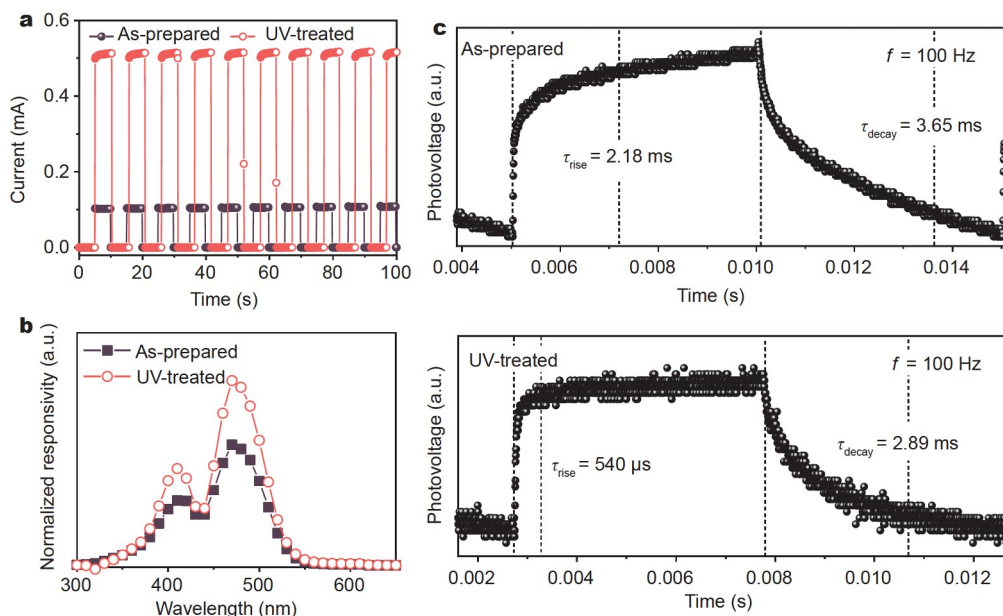 a
As-prepared UV-treated
0.6
0.4
0.2
0.0
Current (mA)
0 20 40 60 80 100
Time (s)
b
As-prepared
UV-treated
Normalized responsivity (a.u.)
300 400 500 600
Wavelength (nm)
c
As-prepared
f = 100 Hz
τrise = 2.18 ms
τdecay = 3.65 ms
Photovoltage (a.u.)
0.004 0.006 0.008 0.010 0.012 0.014
Time (s)
UV-treated
f = 100 Hz
τrise = 540 μs
τdecay = 2.89 ms
Photovoltage (a.u.)
0.002 0.004 0.006 0.008 0.010 0.012
Time (s)